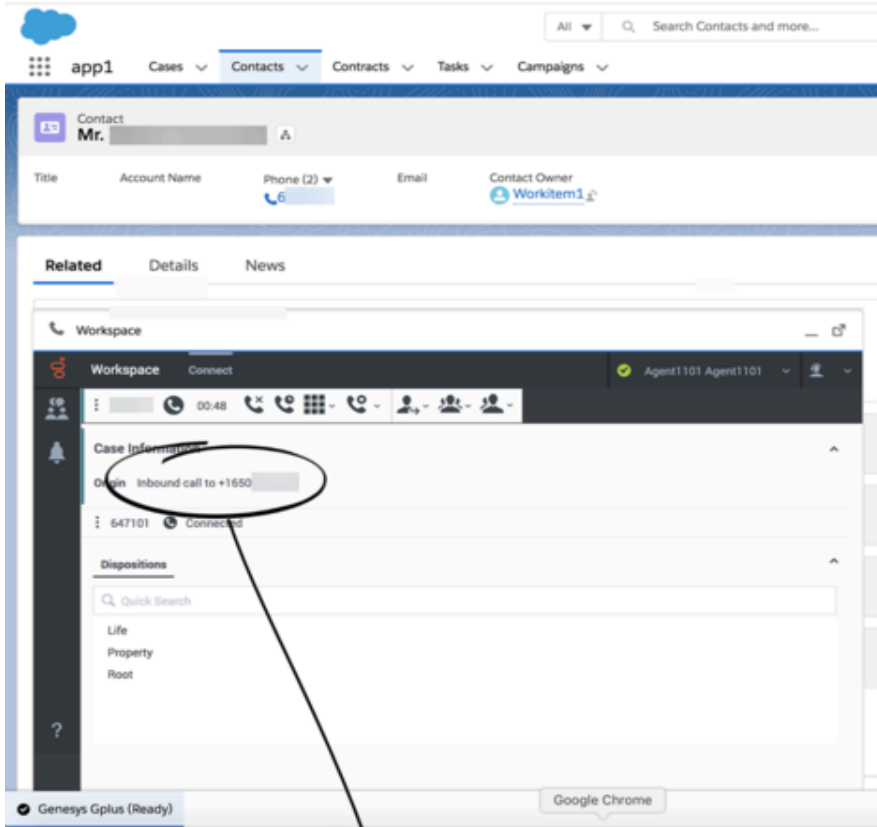 All Search Contacts and more...
app1 Cases Contacts Contracts Tasks Campaigns
Contact
Mr.
Title Account Name Phone (2) Email Contact Owner
6 Workitem1
Related Details News
Workspace
Workspace Connect Agent1101 Agent1101
00:48
Case Information
Origin Inbound call to +1650
647101 Connected
Dispositions
Quick Search
Life
Property
Root
?
Google Chrome
Genesys Gplus (Ready)